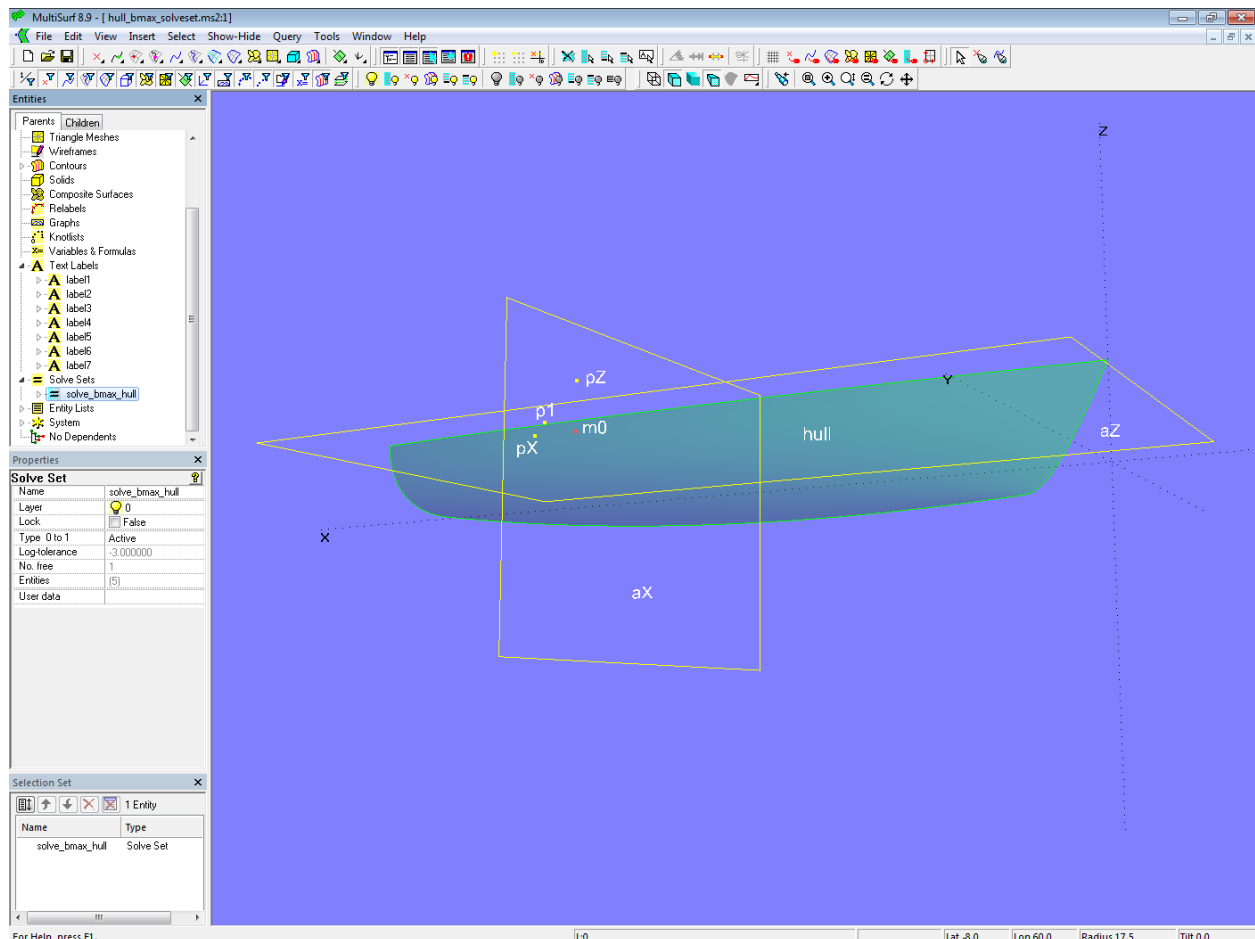 MultiSurf 8.9 - [ hull_bmax_solveset.ms2:1]
File Edit View Insert Select Show-Hide Query Tools Window Help
Entities
Parents Children
Triangle Meshes
Wireframes
Contours
Solids
Composite Surfaces
Relabels
Graphs
Knotlists
Variables & Formulas
Text Labels
label1
label2
label3
label4
label5
label6
label7
Solve Sets
solve_bmax_hull
Entity Lists
System
No Dependents
Properties
Solve Set
Name solve_bmax_hull
Layer 0
Lock False
Type 0 to 1 Active
Log-tolerance -3.000000
No. free 1
Entities (5)
User data
Selection Set
1 Entity
Name Type
solve_bmax_hull Solve Set
Z
pZ
Y
p1
m0
hull
aZ
pX
X
aX
For Help, press F1. I:0 Lat -8.0 Lon 60.0 Radius 17.5 Tilt 0.0